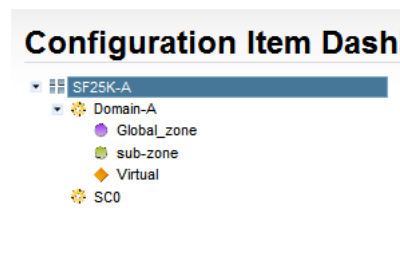 Configuration Item Dash
SF25K-A
Domain-A
Global_zone
sub-zone
Virtual
SC0